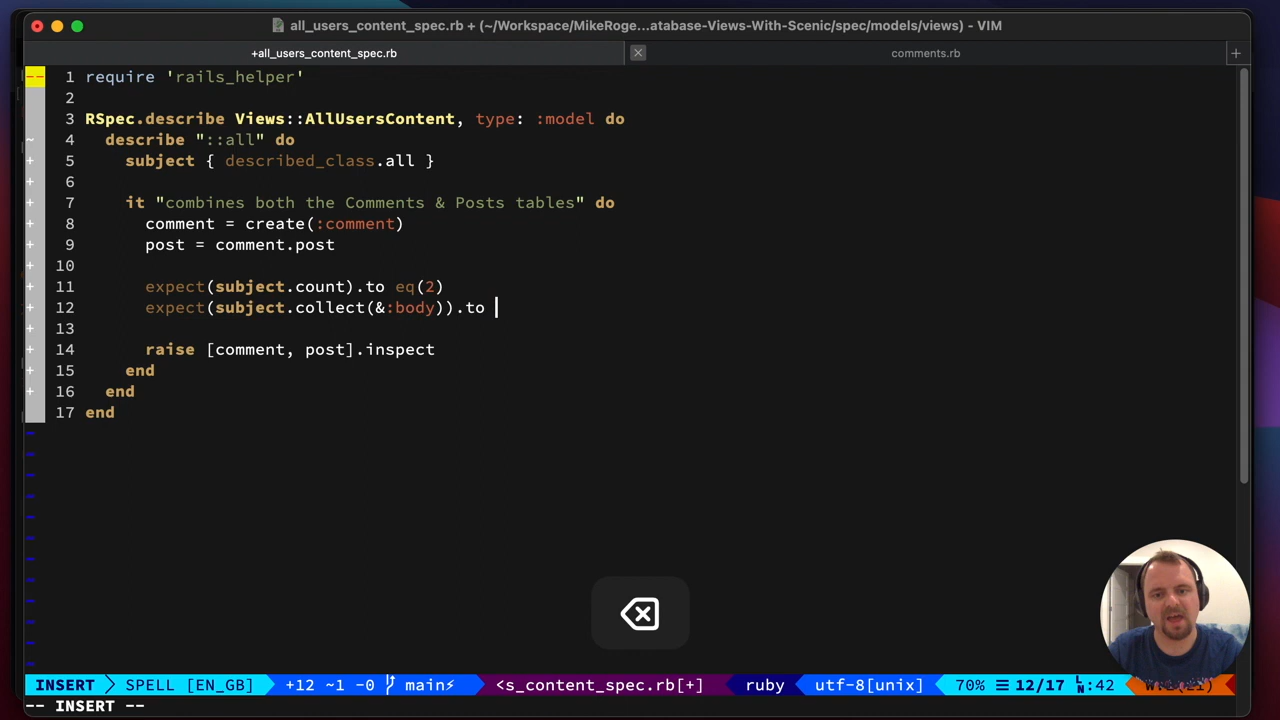 all_users_content_spec.rb + (~/Workspace/MikeRoge...atabase-Views-With-Scenic/spec/models/views) - VIM
+all_users_content_spec.rb
comments.rb
1 require 'rails_helper'
2
3 RSpec.describe Views::AllUsersContent, type: :model do
~ 4 describe "::all" do
+ 5 subject { described_class.all }
+ 6
+ 7 it "combines both the Comments & Posts tables" do
+ 8 comment = create(:comment)
+ 9 post = comment.post
+ 10
+ 11 expect(subject.count).to eq(2)
+ 12 expect(subject.collect(&:body)).to
+ 13
+ 14 raise [comment, post].inspect
+ 15 end
+ 16 end
17 end
INSERT SPELL [EN_GB] +12 ~1 -0 main⚡ <s_content_spec.rb[+] ruby utf-8[unix] 70% ☰ 12/17 LN:42
-- INSERT --